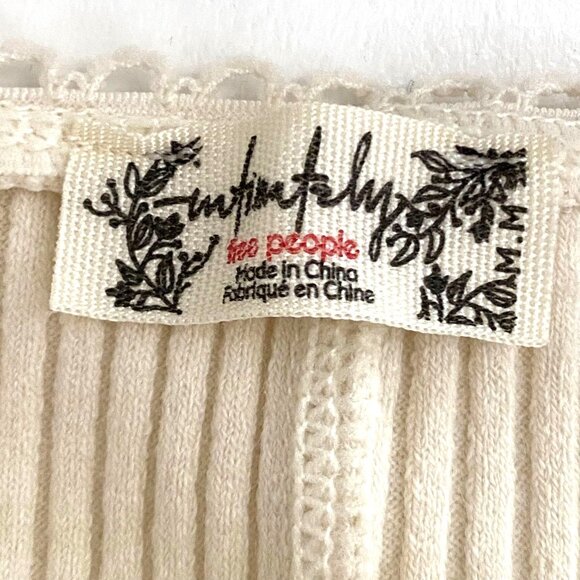 intimately
free people
Made in China
Fabriqué en Chine
M.M